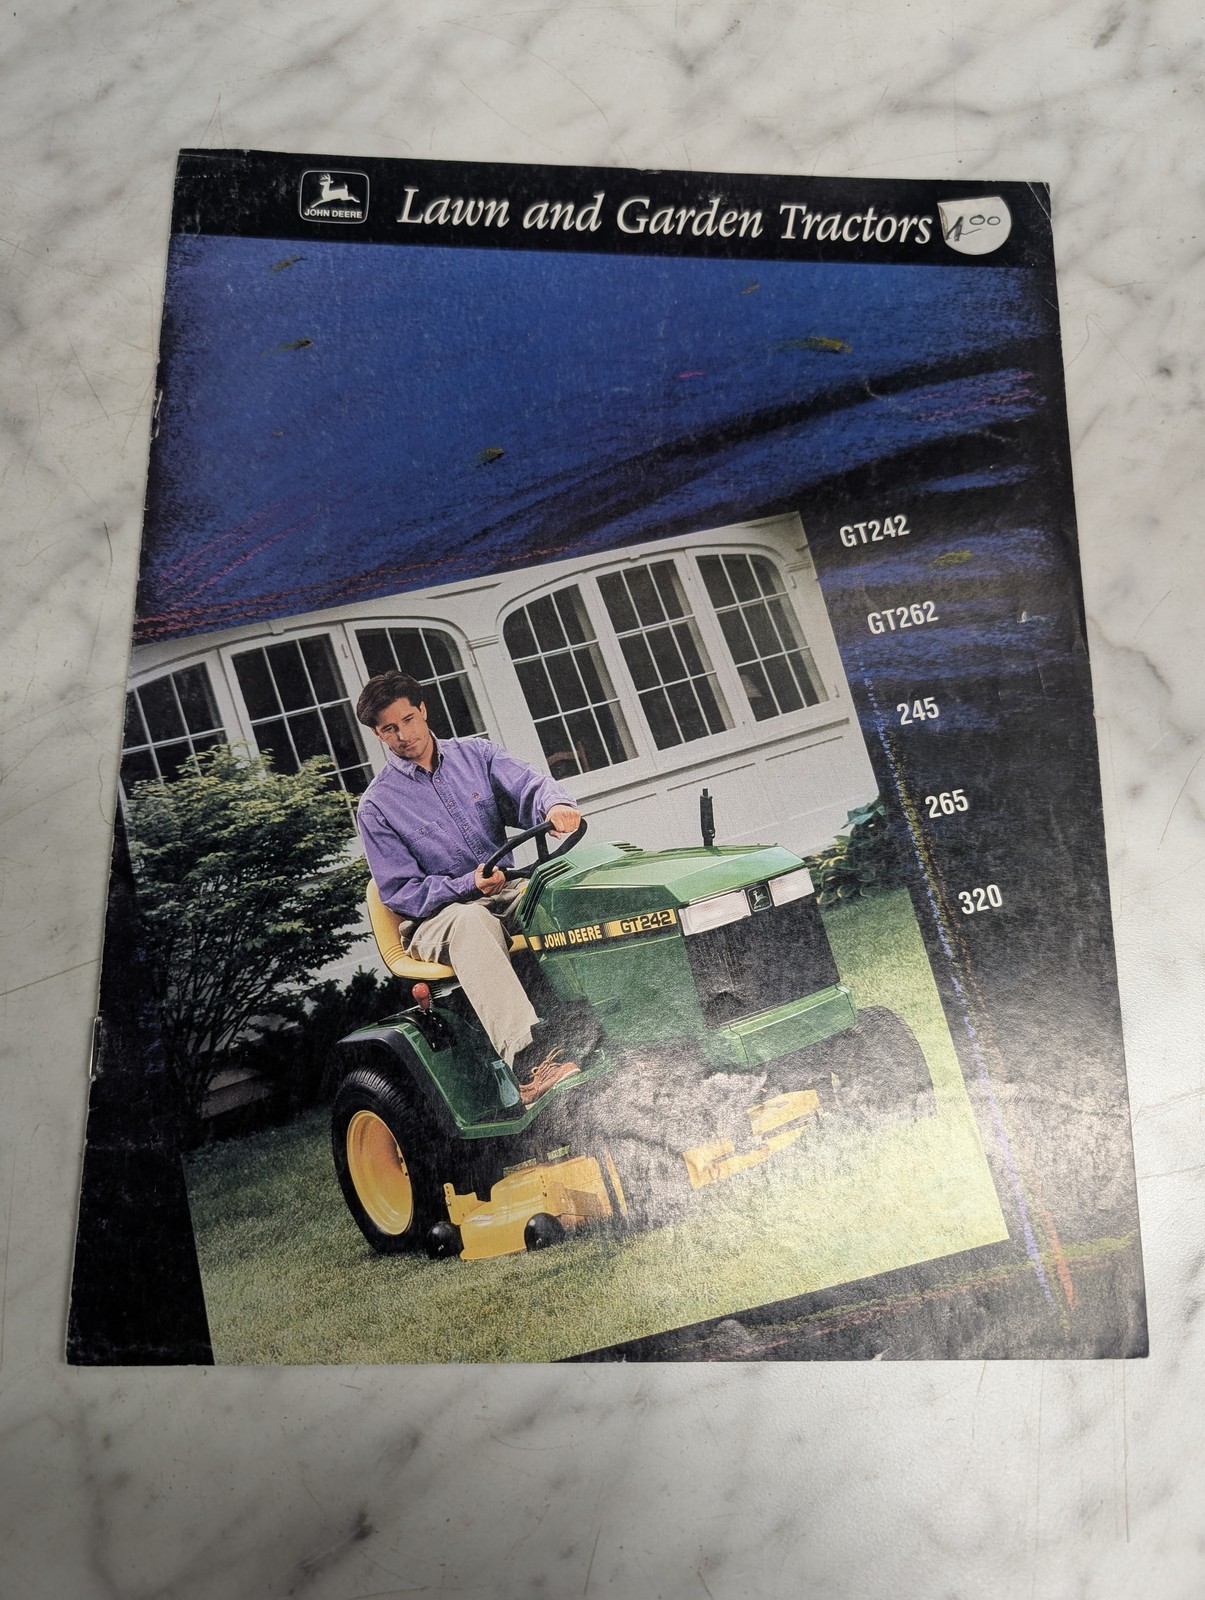 JOHN DEERE
Lawn and Garden Tractors
1.00
GT242
GT262
245
265
320
JOHN DEERE GT242